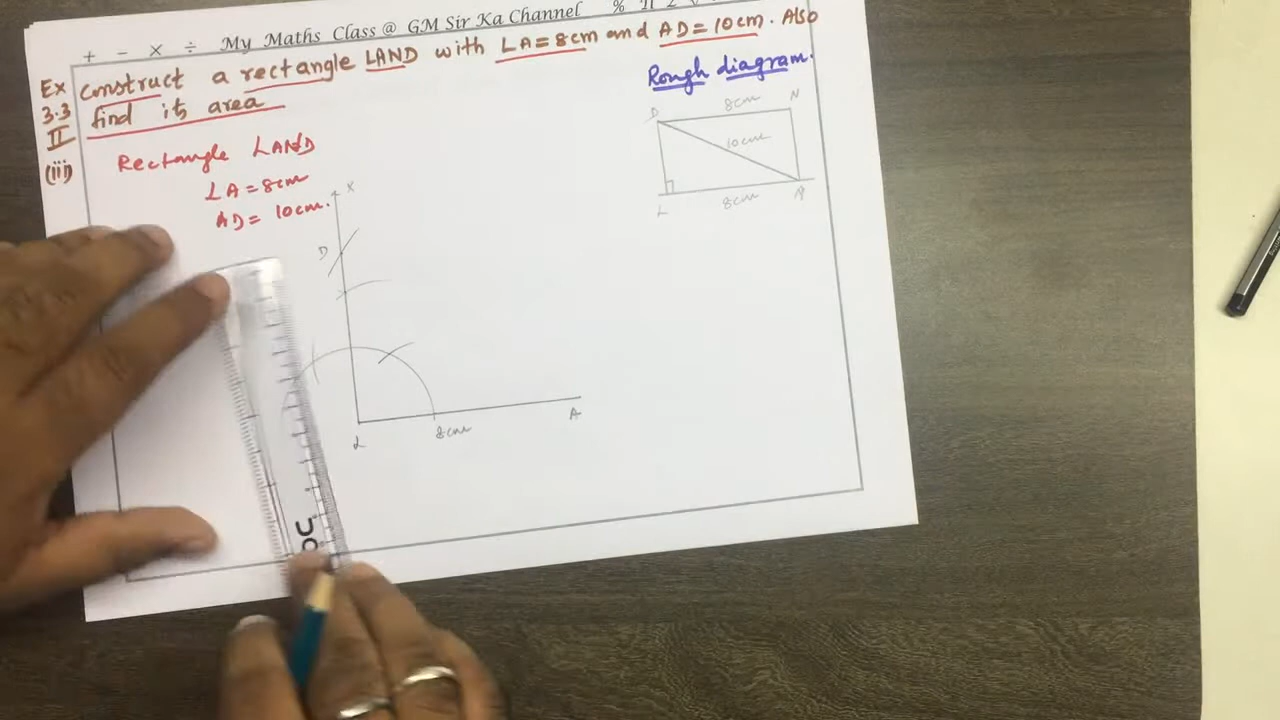 + − × ÷ My Maths Class @ GM Sir Ka Channel %
Ex 3.3 II (iii)
Construct a rectangle LAND with LA = 8cm and AD = 10cm. Also
find its area
Rough diagram.
Rectangle LAND
LA = 8cm
AD = 10cm.
D 8cm N
10cm
L 8cm A
X
D
L 8cm A
30